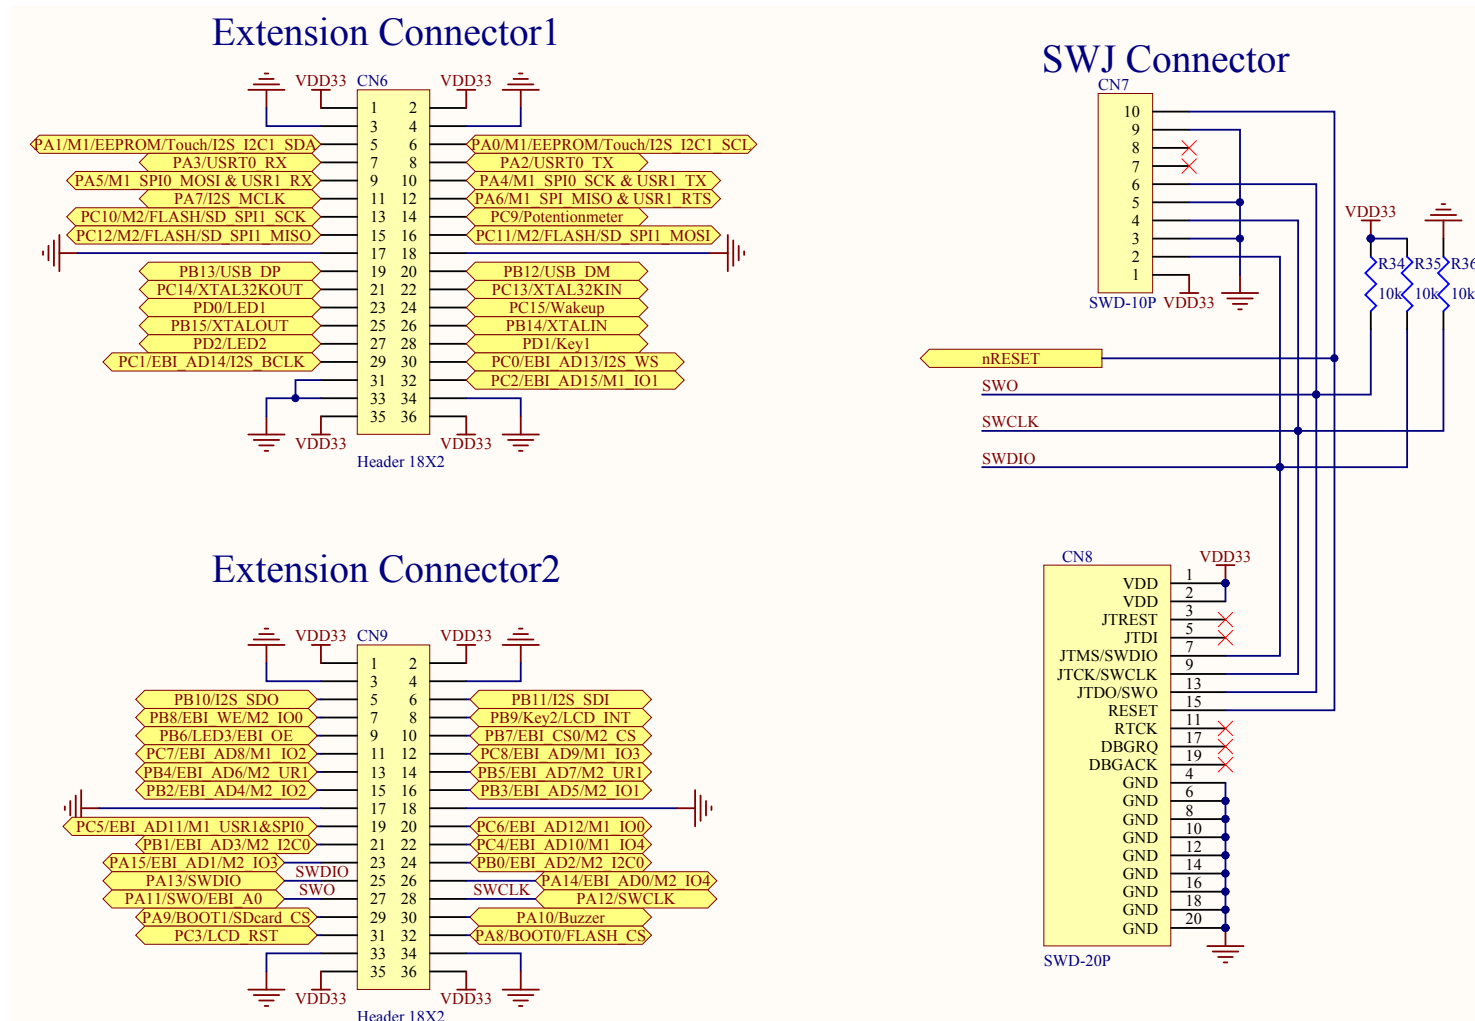 Extension Connector1
VDD33 CN6 VDD33
1 2
3 4
PA1/M1/EEPROM/Touch/I2S_I2C1_SDA 5 6 PA0/M1/EEPROM/Touch/I2S_I2C1_SCL
PA3/USRT0_RX 7 8 PA2/USRT0_TX
PA5/M1_SPI0_MOSI & USR1_RX 9 10 PA4/M1_SPI0_SCK & USR1_TX
PA7/I2S_MCLK 11 12 PA6/M1_SPI_MISO & USR1_RTS
PC10/M2/FLASH/SD_SPI1_SCK 13 14 PC9/Potentionmeter
PC12/M2/FLASH/SD_SPI1_MISO 15 16 PC11/M2/FLASH/SD_SPI1_MOSI
17 18
PB13/USB_DP 19 20 PB12/USB_DM
PC14/XTAL32KOUT 21 22 PC13/XTAL32KIN
PD0/LED1 23 24 PC15/Wakeup
PB15/XTALOUT 25 26 PB14/XTALIN
PD2/LED2 27 28 PD1/Key1
PC1/EBI_AD14/I2S_BCLK 29 30 PC0/EBI_AD13/I2S_WS
31 32 PC2/EBI_AD15/M1_IO1
33 34
35 36
VDD33 VDD33
Header 18X2
SWJ Connector
CN7
10
9
8
7
6
5
4
3
2
1
SWD-10P VDD33
VDD33
R34 R35 R36
10k 10k 10k
nRESET
SWO
SWCLK
SWDIO
Extension Connector2
VDD33 CN9 VDD33
1 2
3 4
PB10/I2S_SDO 5 6 PB11/I2S_SDI
PB8/EBI_WE/M2_IO0 7 8 PB9/Key2/LCD_INT
PB6/LED3/EBI_OE 9 10 PB7/EBI_CS0/M2_CS
PC7/EBI_AD8/M1_IO2 11 12 PC8/EBI_AD9/M1_IO3
PB4/EBI_AD6/M2_UR1 13 14 PB5/EBI_AD7/M2_UR1
PB2/EBI_AD4/M2_IO2 15 16 PB3/EBI_AD5/M2_IO1
17 18
PC5/EBI_AD11/M1_USR1&SPI0 19 20 PC6/EBI_AD12/M1_IO0
PB1/EBI_AD3/M2_I2C0 21 22 PC4/EBI_AD10/M1_IO4
PA15/EBI_AD1/M2_IO3 23 24 PB0/EBI_AD2/M2_I2C0
PA13/SWDIO SWDIO 25 26 PA14/EBI_AD0/M2_IO4
PA11/SWO/EBI_A0 SWO 27 28 SWCLK PA12/SWCLK
PA9/BOOT1/SDcard_CS 29 30 PA10/Buzzer
PC3/LCD_RST 31 32 PA8/BOOT0/FLASH_CS
33 34
35 36
VDD33 VDD33
Header 18X2
CN8 VDD33
VDD 1
VDD 2
JTREST 3
JTDI 5
JTMS/SWDIO 7
JTCK/SWCLK 9
JTDO/SWO 13
RESET 15
RTCK 11
DBGRQ 17
DBGACK 19
GND 4
GND 6
GND 8
GND 10
GND 12
GND 14
GND 16
GND 18
GND 20
SWD-20P